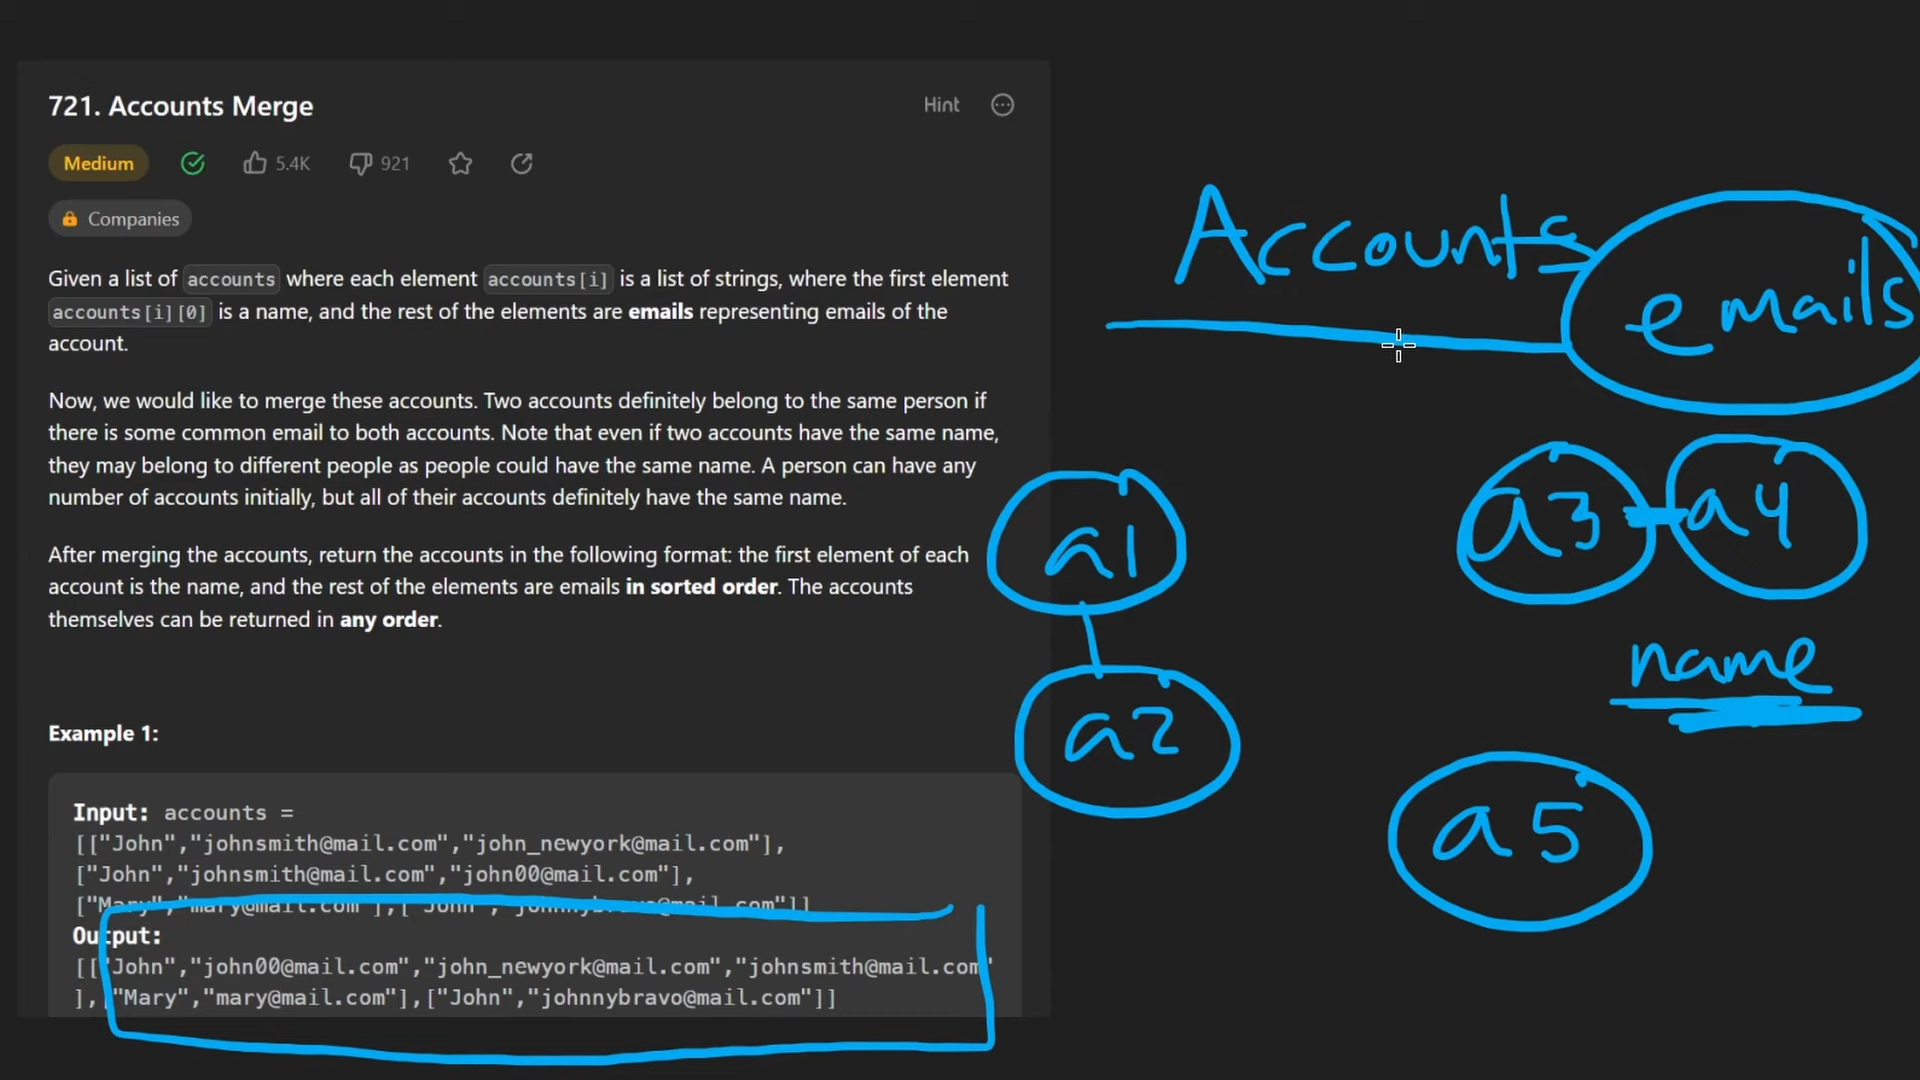 721. Accounts Merge
Hint
Medium
5.4K
921
Companies
Given a list of accounts where each element accounts[i] is a list of strings, where the first element
accounts[i][0] is a name, and the rest of the elements are emails representing emails of the
account.
Now, we would like to merge these accounts. Two accounts definitely belong to the same person if
there is some common email to both accounts. Note that even if two accounts have the same name,
they may belong to different people as people could have the same name. A person can have any
number of accounts initially, but all of their accounts definitely have the same name.
After merging the accounts, return the accounts in the following format: the first element of each
account is the name, and the rest of the elements are emails in sorted order. The accounts
themselves can be returned in any order.
Example 1:
Input: accounts =
[["John","johnsmith@mail.com","john_newyork@mail.com"],
["John","johnsmith@mail.com","john00@mail.com"],
["Mary","mary@mail.com"],["John","johnnybravo@mail.com"]]
Output:
[["John","john00@mail.com","john_newyork@mail.com","johnsmith@mail.com"
],["Mary","mary@mail.com"],["John","johnnybravo@mail.com"]]
Accounts
emails
a1
a3
a4
name
a2
a5